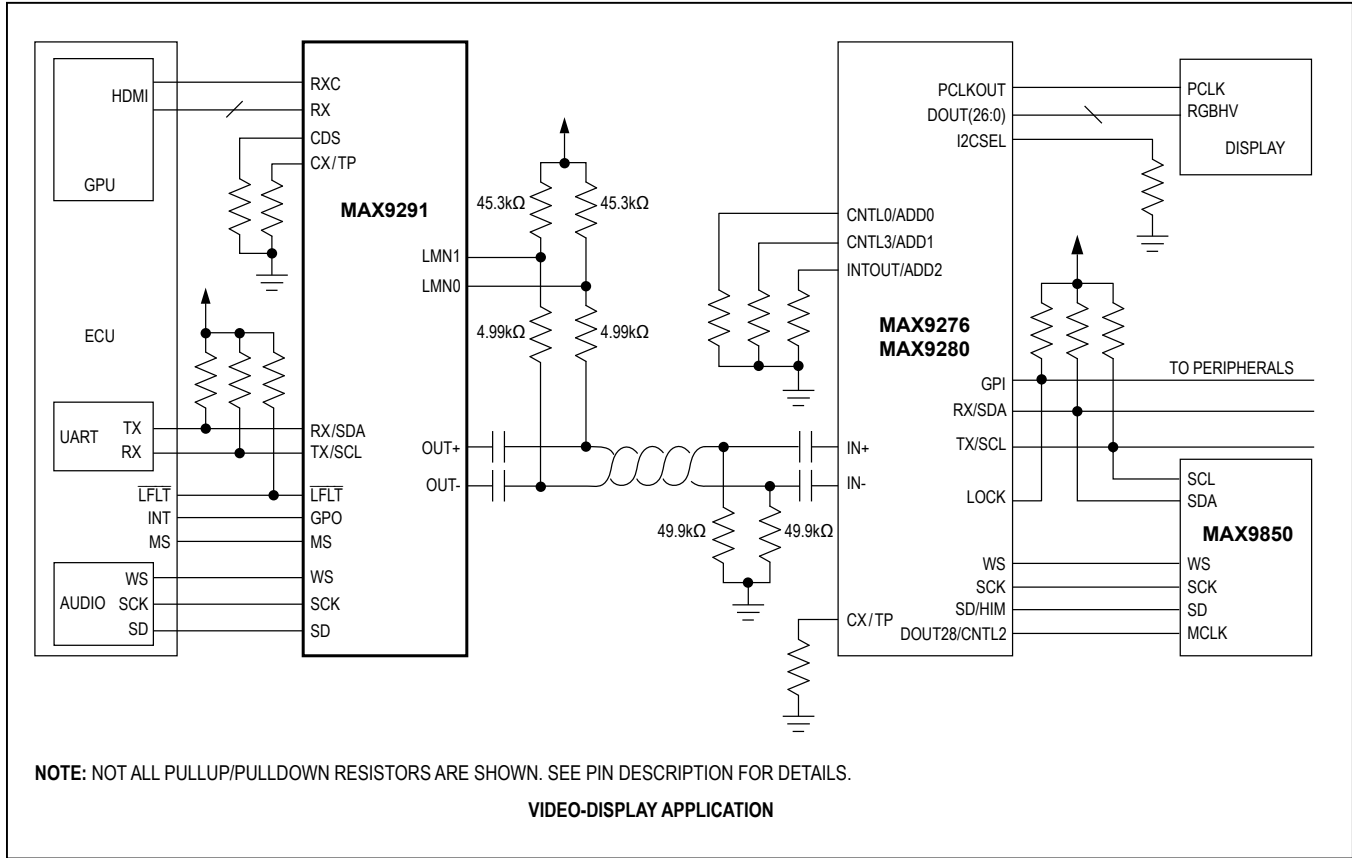 HDMI
GPU
ECU
UART
TX
RX
LFLT
INT
MS
AUDIO
WS
SCK
SD
RXC
RX
CDS
CX/TP
MAX9291
LMN1
LMN0
RX/SDA
TX/SCL
LFLT
GPO
MS
WS
SCK
SD
OUT+
OUT-
45.3kΩ
45.3kΩ
4.99kΩ
4.99kΩ
49.9kΩ
49.9kΩ
PCLKOUT
DOUT(26:0)
I2CSEL
CNTL0/ADD0
CNTL3/ADD1
INTOUT/ADD2
MAX9276
MAX9280
GPI
RX/SDA
TX/SCL
IN+
IN-
LOCK
WS
SCK
SD/HIM
CX/TP
DOUT28/CNTL2
PCLK
RGBHV
DISPLAY
TO PERIPHERALS
SCL
SDA
MAX9850
WS
SCK
SD
MCLK
NOTE: NOT ALL PULLUP/PULLDOWN RESISTORS ARE SHOWN. SEE PIN DESCRIPTION FOR DETAILS.
VIDEO-DISPLAY APPLICATION